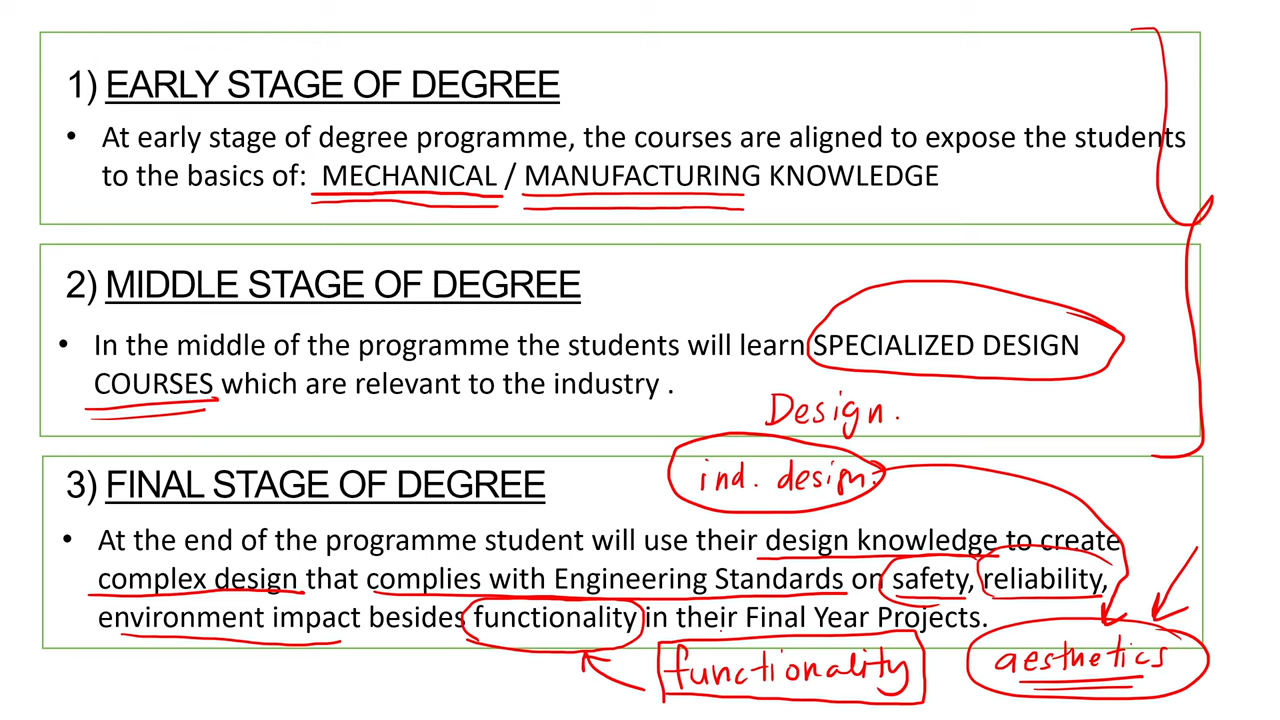 1) EARLY STAGE OF DEGREE
• At early stage of degree programme, the courses are aligned to expose the students
to the basics of: MECHANICAL / MANUFACTURING KNOWLEDGE
2) MIDDLE STAGE OF DEGREE
• In the middle of the programme the students will learn SPECIALIZED DESIGN
COURSES which are relevant to the industry .
Design.
ind. design.
3) FINAL STAGE OF DEGREE
• At the end of the programme student will use their design knowledge to create
complex design that complies with Engineering Standards on safety, reliability,
environment impact besides functionality in their Final Year Projects.
functionality
aesthetics